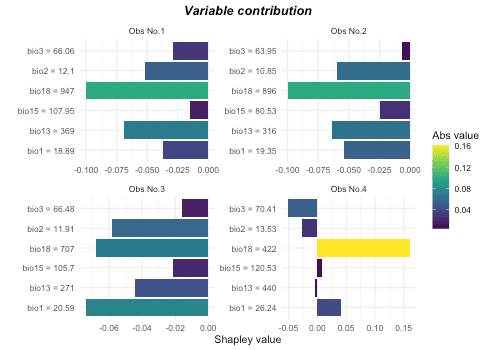 Variable contribution
Obs No.1
bio3 = 66.06
bio2 = 12.1
bio18 = 947
bio15 = 107.95
bio13 = 369
bio1 = 18.89
-0.100 -0.075 -0.050 -0.025 0.000
Obs No.2
bio3 = 63.95
bio2 = 10.85
bio18 = 896
bio15 = 80.53
bio13 = 316
bio1 = 19.35
-0.100 -0.075 -0.050 -0.025 0.000
Obs No.3
bio3 = 66.48
bio2 = 11.91
bio18 = 707
bio15 = 105.7
bio13 = 271
bio1 = 20.59
-0.06 -0.04 -0.02 0.00
Obs No.4
bio3 = 70.41
bio2 = 13.53
bio18 = 422
bio15 = 120.53
bio13 = 440
bio1 = 26.24
-0.05 0.00 0.05 0.10 0.15
Shapley value
Abs value
0.16
0.12
0.08
0.04